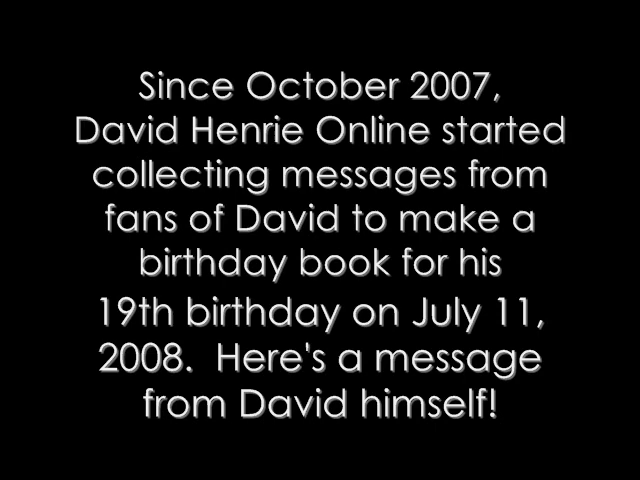 Since October 2007,
David Henrie Online started
collecting messages from
fans of David to make a
birthday book for his
19th birthday on July 11,
2008.  Here's a message
from David himself!